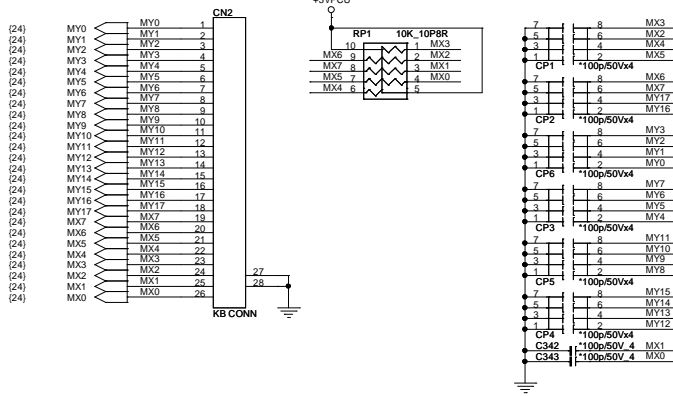 CN2
{24} MY0 MY0 1
{24} MY1 MY1 2
{24} MY2 MY2 3
{24} MY3 MY3 4
{24} MY4 MY4 5
{24} MY5 MY5 6
{24} MY6 MY6 7
{24} MY7 MY7 8
{24} MY8 MY8 9
{24} MY9 MY9 10
{24} MY10 MY10 11
{24} MY11 MY11 12
{24} MY12 MY12 13
{24} MY13 MY13 14
{24} MY14 MY14 15
{24} MY15 MY15 16
{24} MY16 MY16 17
{24} MY17 MY17 18
{24} MX7 MX7 19
{24} MX6 MX6 20
{24} MX5 MX5 21
{24} MX4 MX4 22
{24} MX3 MX3 23
{24} MX2 MX2 24
{24} MX1 MX1 25
{24} MX0 MX0 26
27
28
KB CONN
+3VPCU
RP1 10K_10P8R
10 1 MX3
MX6 9 2 MX2
MX7 8 3 MX1
MX5 7 4 MX0
MX4 6 5
7 8 MX3
5 6 MX2
3 4 MX4
1 2 MX5
CP1 *100p/50Vx4
7 8 MX6
5 6 MX7
3 4 MY17
1 2 MY16
CP2 *100p/50Vx4
7 8 MY3
5 6 MY2
3 4 MY1
1 2 MY0
CP6 *100p/50Vx4
7 8 MY7
5 6 MY6
3 4 MY5
1 2 MY4
CP3 *100p/50Vx4
7 8 MY11
5 6 MY10
3 4 MY9
1 2 MY8
CP5 *100p/50Vx4
7 8 MY15
5 6 MY14
3 4 MY13
1 2 MY12
CP4 *100p/50Vx4
C342 *100p/50V_4 MX1
C343 *100p/50V_4 MX0